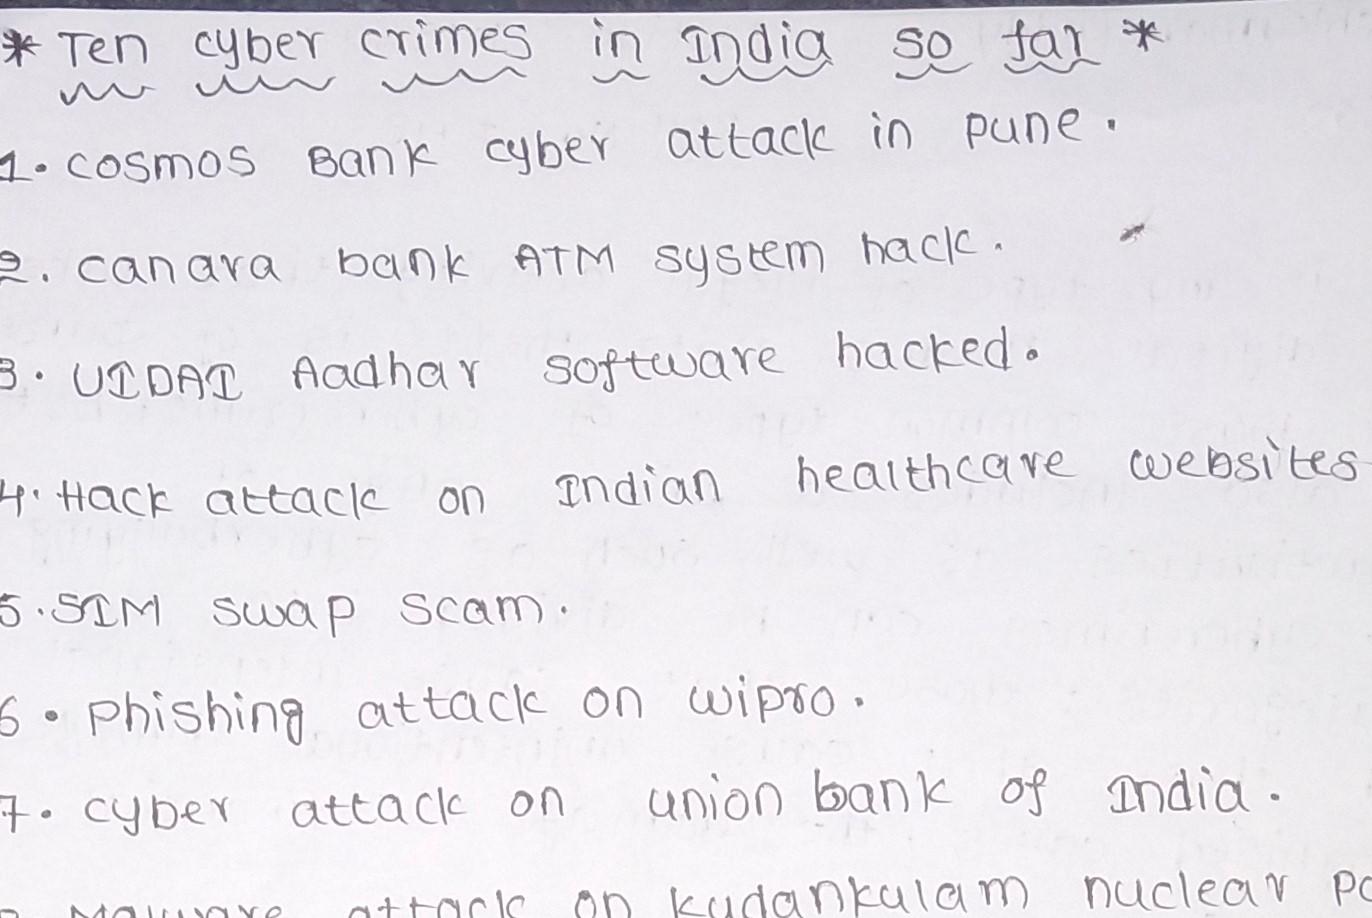 * Ten cyber crimes in India so far *
1. cosmos Bank cyber attack in pune.
2. canara bank ATM system hack.
3. UIDAI Aadhar software hacked.
4. Hack attack on Indian healthcare websites
5. SIM swap scam.
6. phishing attack on wipro.
7. cyber attack on union bank of India.
Malware attack on kudankulam nuclear